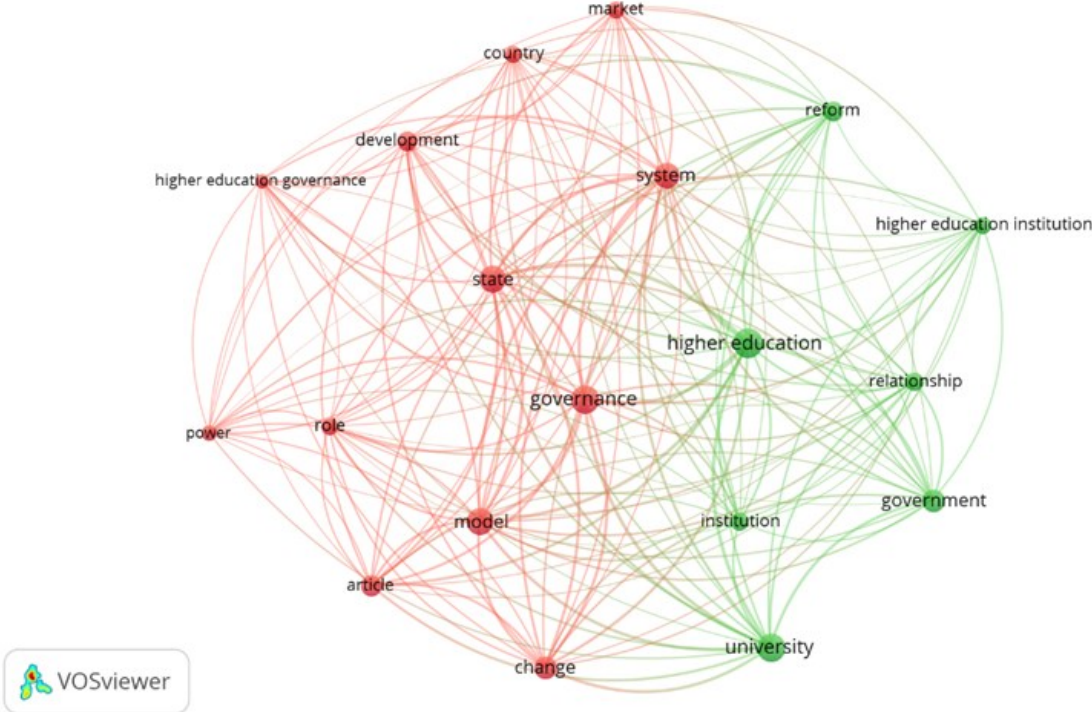 market
country
reform
development
system
higher education governance
higher education institution
state
higher education
relationship
governance
role
power
government
model
institution
article
university
change
VOSviewer